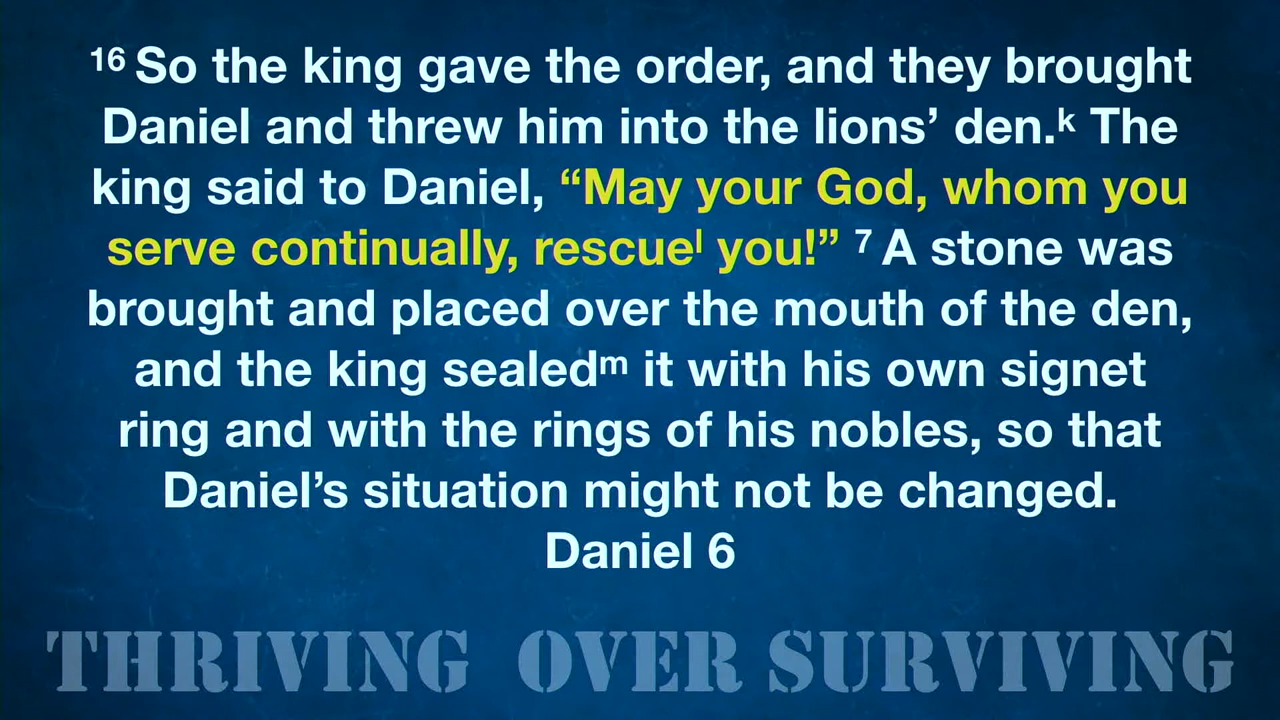 ¹⁶ So the king gave the order, and they brought
Daniel and threw him into the lions’ den.ᵏ The
king said to Daniel, “May your God, whom you
serve continually, rescueˡ you!” ⁷ A stone was
brought and placed over the mouth of the den,
and the king sealedᵐ it with his own signet
ring and with the rings of his nobles, so that
Daniel’s situation might not be changed.
Daniel 6
THRIVING OVER SURVIVING